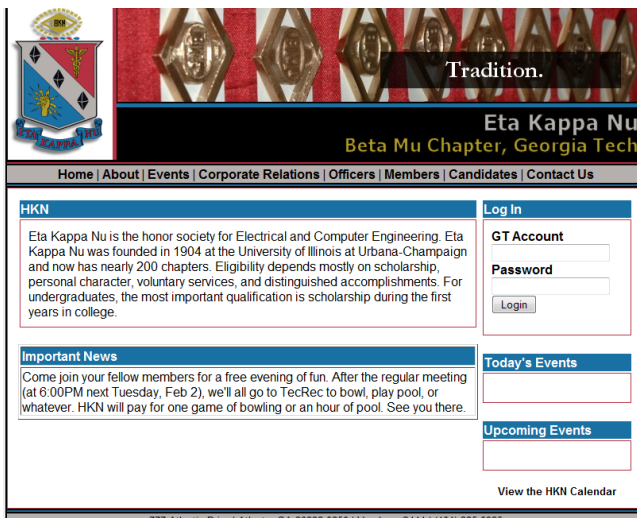 HKN
ETA KAPPA NU
Tradition.
Eta Kappa Nu
Beta Mu Chapter, Georgia Tech
Home | About | Events | Corporate Relations | Officers | Members | Candidates | Contact Us
HKN
Eta Kappa Nu is the honor society for Electrical and Computer Engineering. Eta
Kappa Nu was founded in 1904 at the University of Illinois at Urbana-Champaign
and now has nearly 200 chapters. Eligibility depends mostly on scholarship,
personal character, voluntary services, and distinguished accomplishments. For
undergraduates, the most important qualification is scholarship during the first
years in college.
Log In
GT Account
Password
Login
Important News
Come join your fellow members for a free evening of fun. After the regular meeting
(at 6:00PM next Tuesday, Feb 2), we'll all go to TecRec to bowl, play pool, or
whatever. HKN will pay for one game of bowling or an hour of pool. See you there.
Today's Events
Upcoming Events
View the HKN Calendar